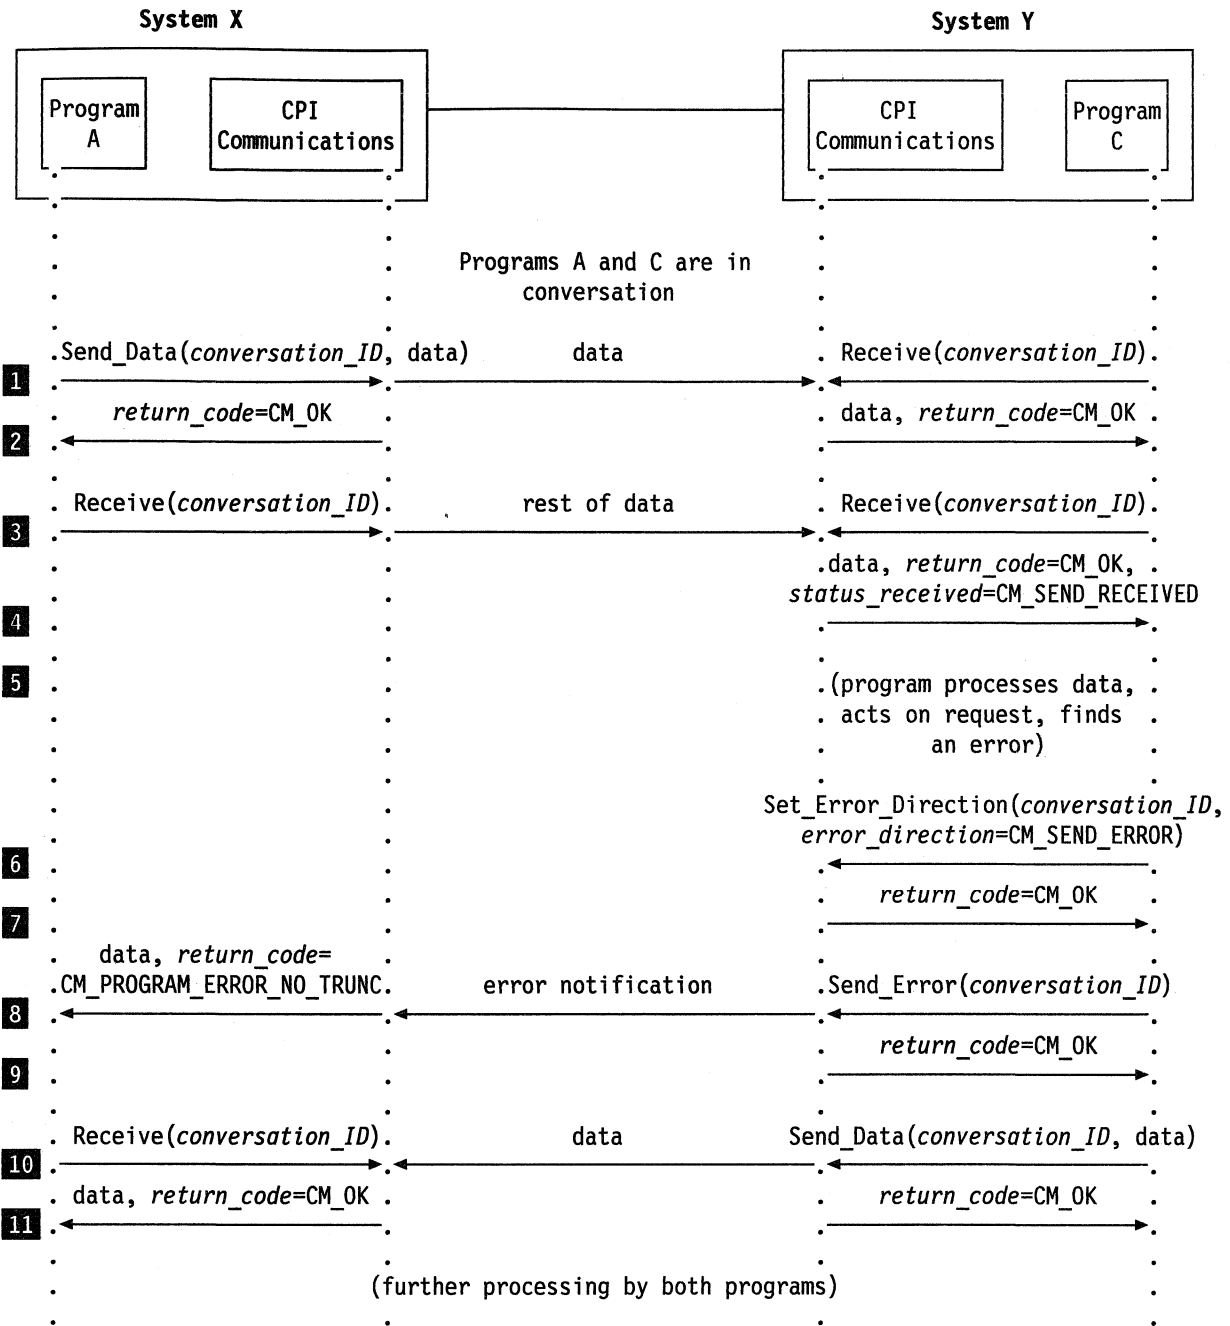 System X System Y
Program A CPI Communications CPI Communications Program C
Programs A and C are in
conversation
Send_Data(conversation_ID, data) data Receive(conversation_ID)
1
return_code=CM_OK data, return_code=CM_OK
2
Receive(conversation_ID) rest of data Receive(conversation_ID)
3
data, return_code=CM_OK,
status_received=CM_SEND_RECEIVED
4
5 (program processes data,
acts on request, finds
an error)
Set_Error_Direction(conversation_ID,
error_direction=CM_SEND_ERROR)
6
return_code=CM_OK
7
data, return_code=
CM_PROGRAM_ERROR_NO_TRUNC error notification Send_Error(conversation_ID)
8
return_code=CM_OK
9
Receive(conversation_ID) data Send_Data(conversation_ID, data)
10
data, return_code=CM_OK return_code=CM_OK
11
(further processing by both programs)